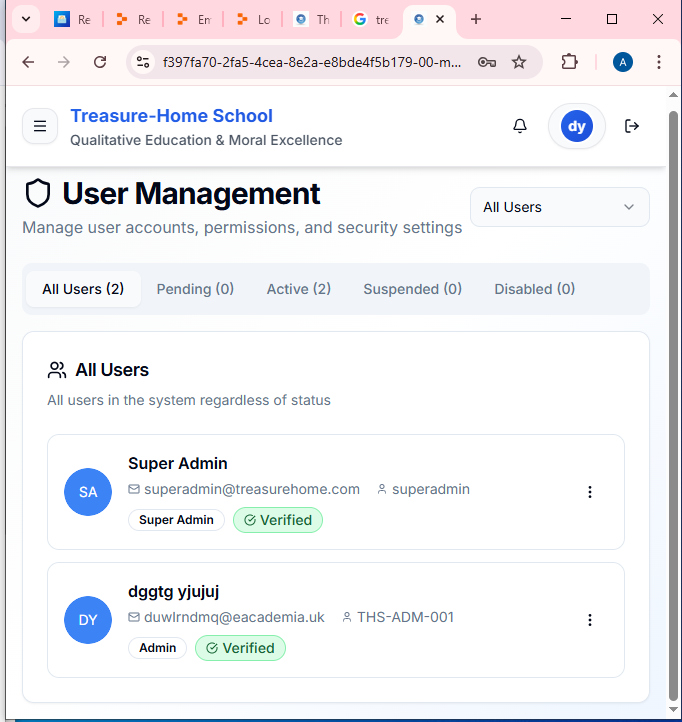 Re
Re
Em
Lo
Th
tre
f397fa70-2fa5-4cea-8e2a-e8bde4f5b179-00-m...
A
Treasure-Home School
Qualitative Education & Moral Excellence
dy
User Management
Manage user accounts, permissions, and security settings
All Users
All Users (2)
Pending (0)
Active (2)
Suspended (0)
Disabled (0)
All Users
All users in the system regardless of status
SA
Super Admin
superadmin@treasurehome.com
superadmin
Super Admin
Verified
DY
dggtg yjujuj
duwlrndmq@eacademia.uk
THS-ADM-001
Admin
Verified